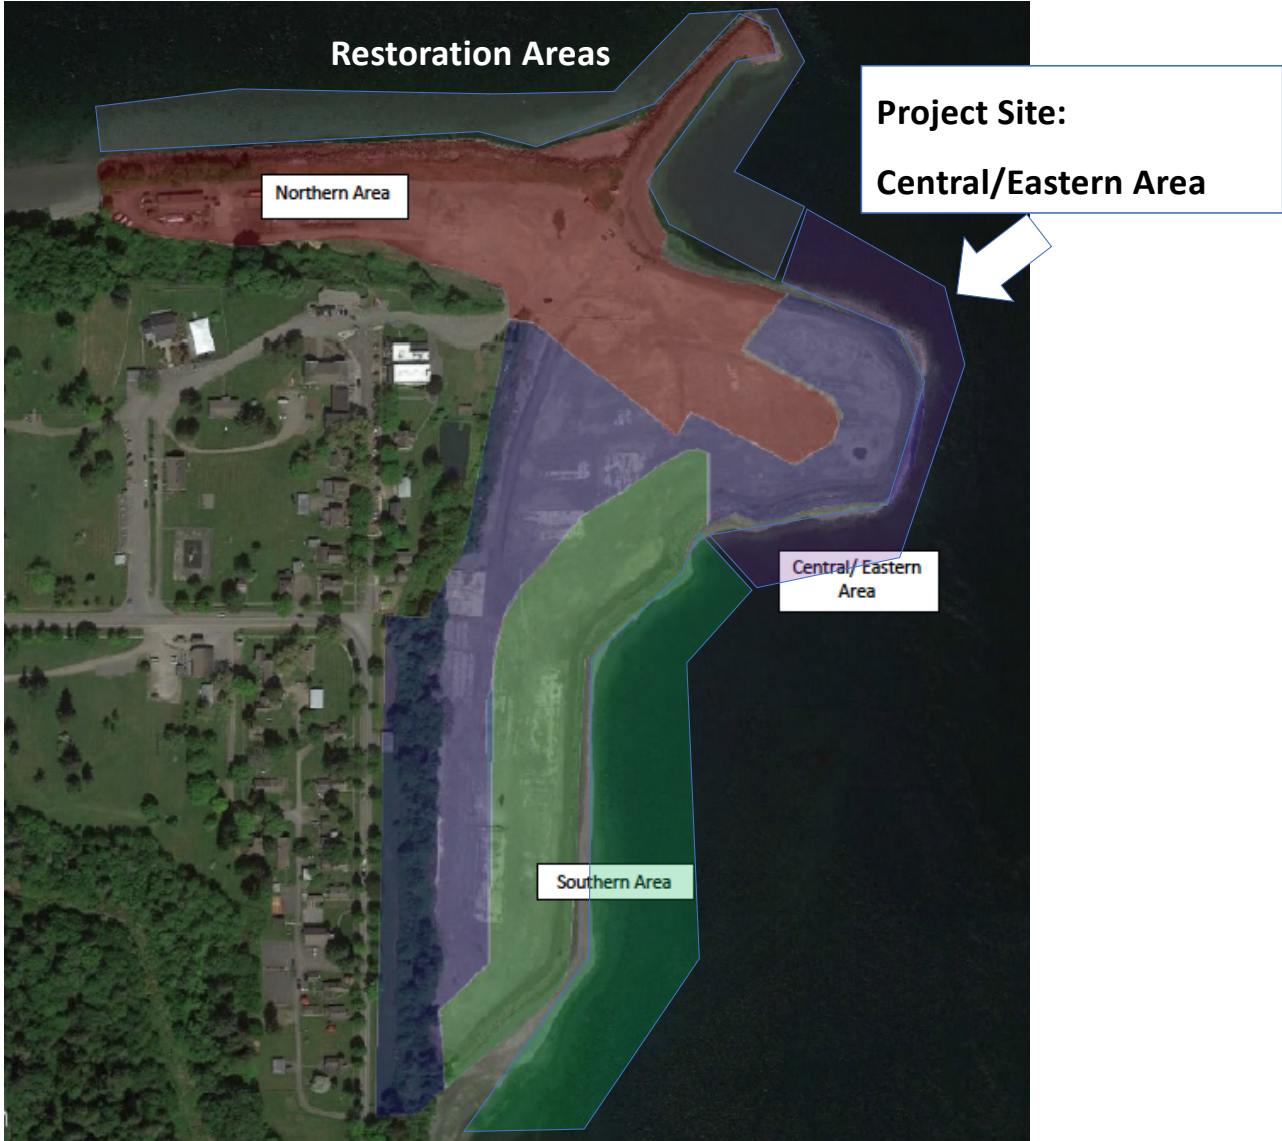 Restoration Areas
Project Site:
Central/Eastern Area
Northern Area
Central/ Eastern
Area
Southern Area